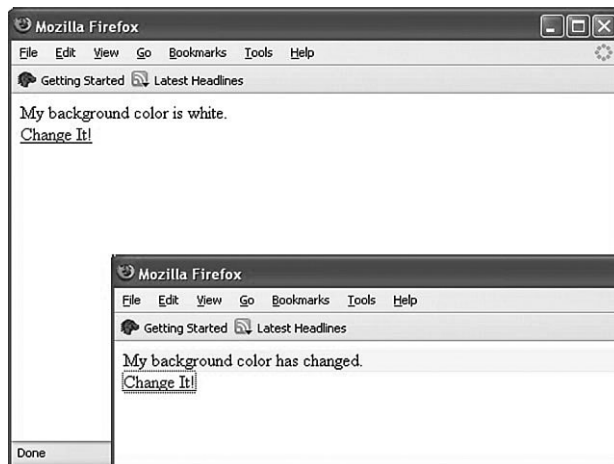 Mozilla Firefox
File Edit View Go Bookmarks Tools Help
Getting Started Latest Headlines
My background color is white.
Change It!
Mozilla Firefox
File Edit View Go Bookmarks Tools Help
Getting Started Latest Headlines
My background color has changed.
Change It!
Done